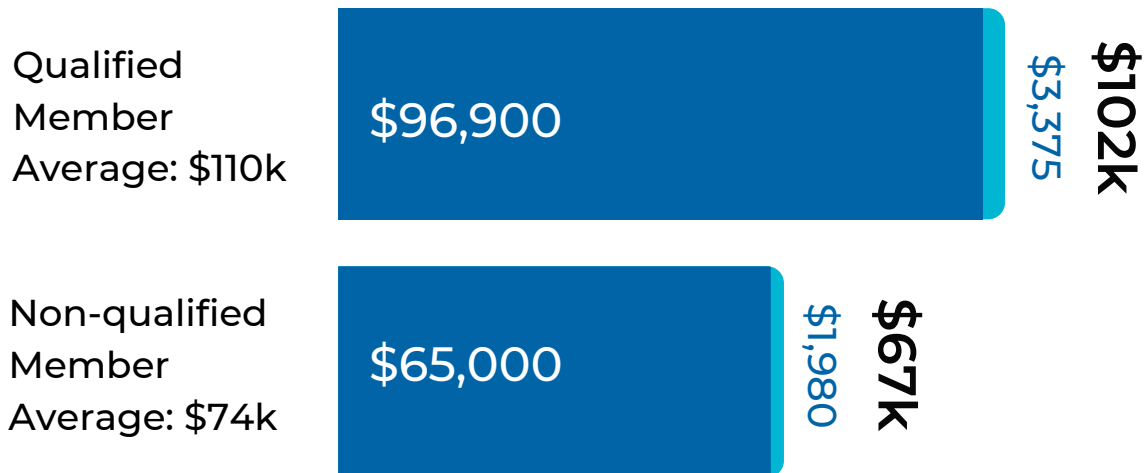 Qualified
Member
Average: $110k
$96,900
$3,375
$102k
Non-qualified
Member
Average: $74k
$65,000
$1,980
$67k